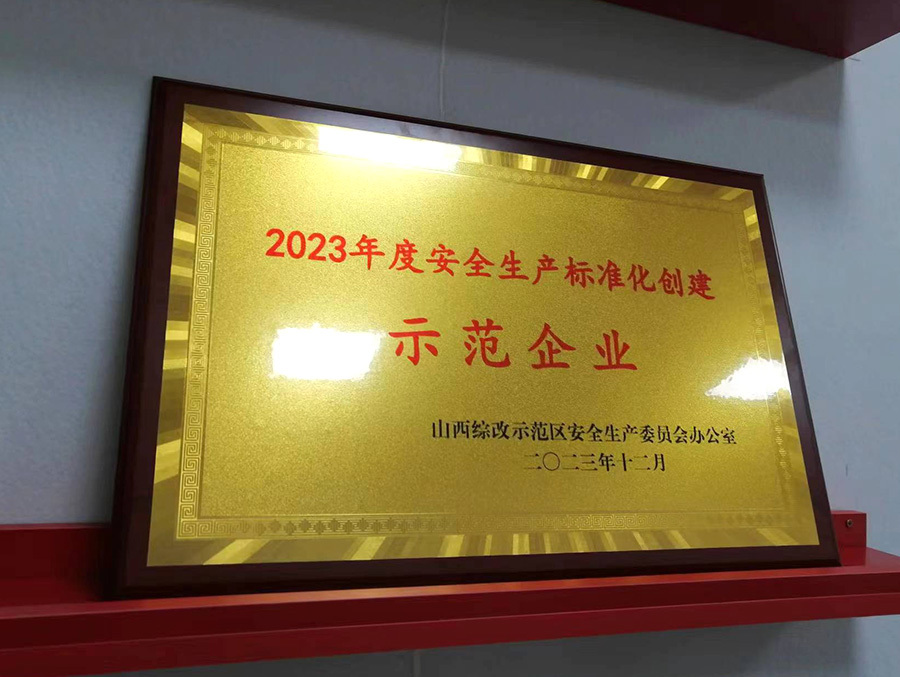 2023年度安全生产标准化创建
示范企业
山西综改示范区安全生产委员会办公室
二〇二三年十二月